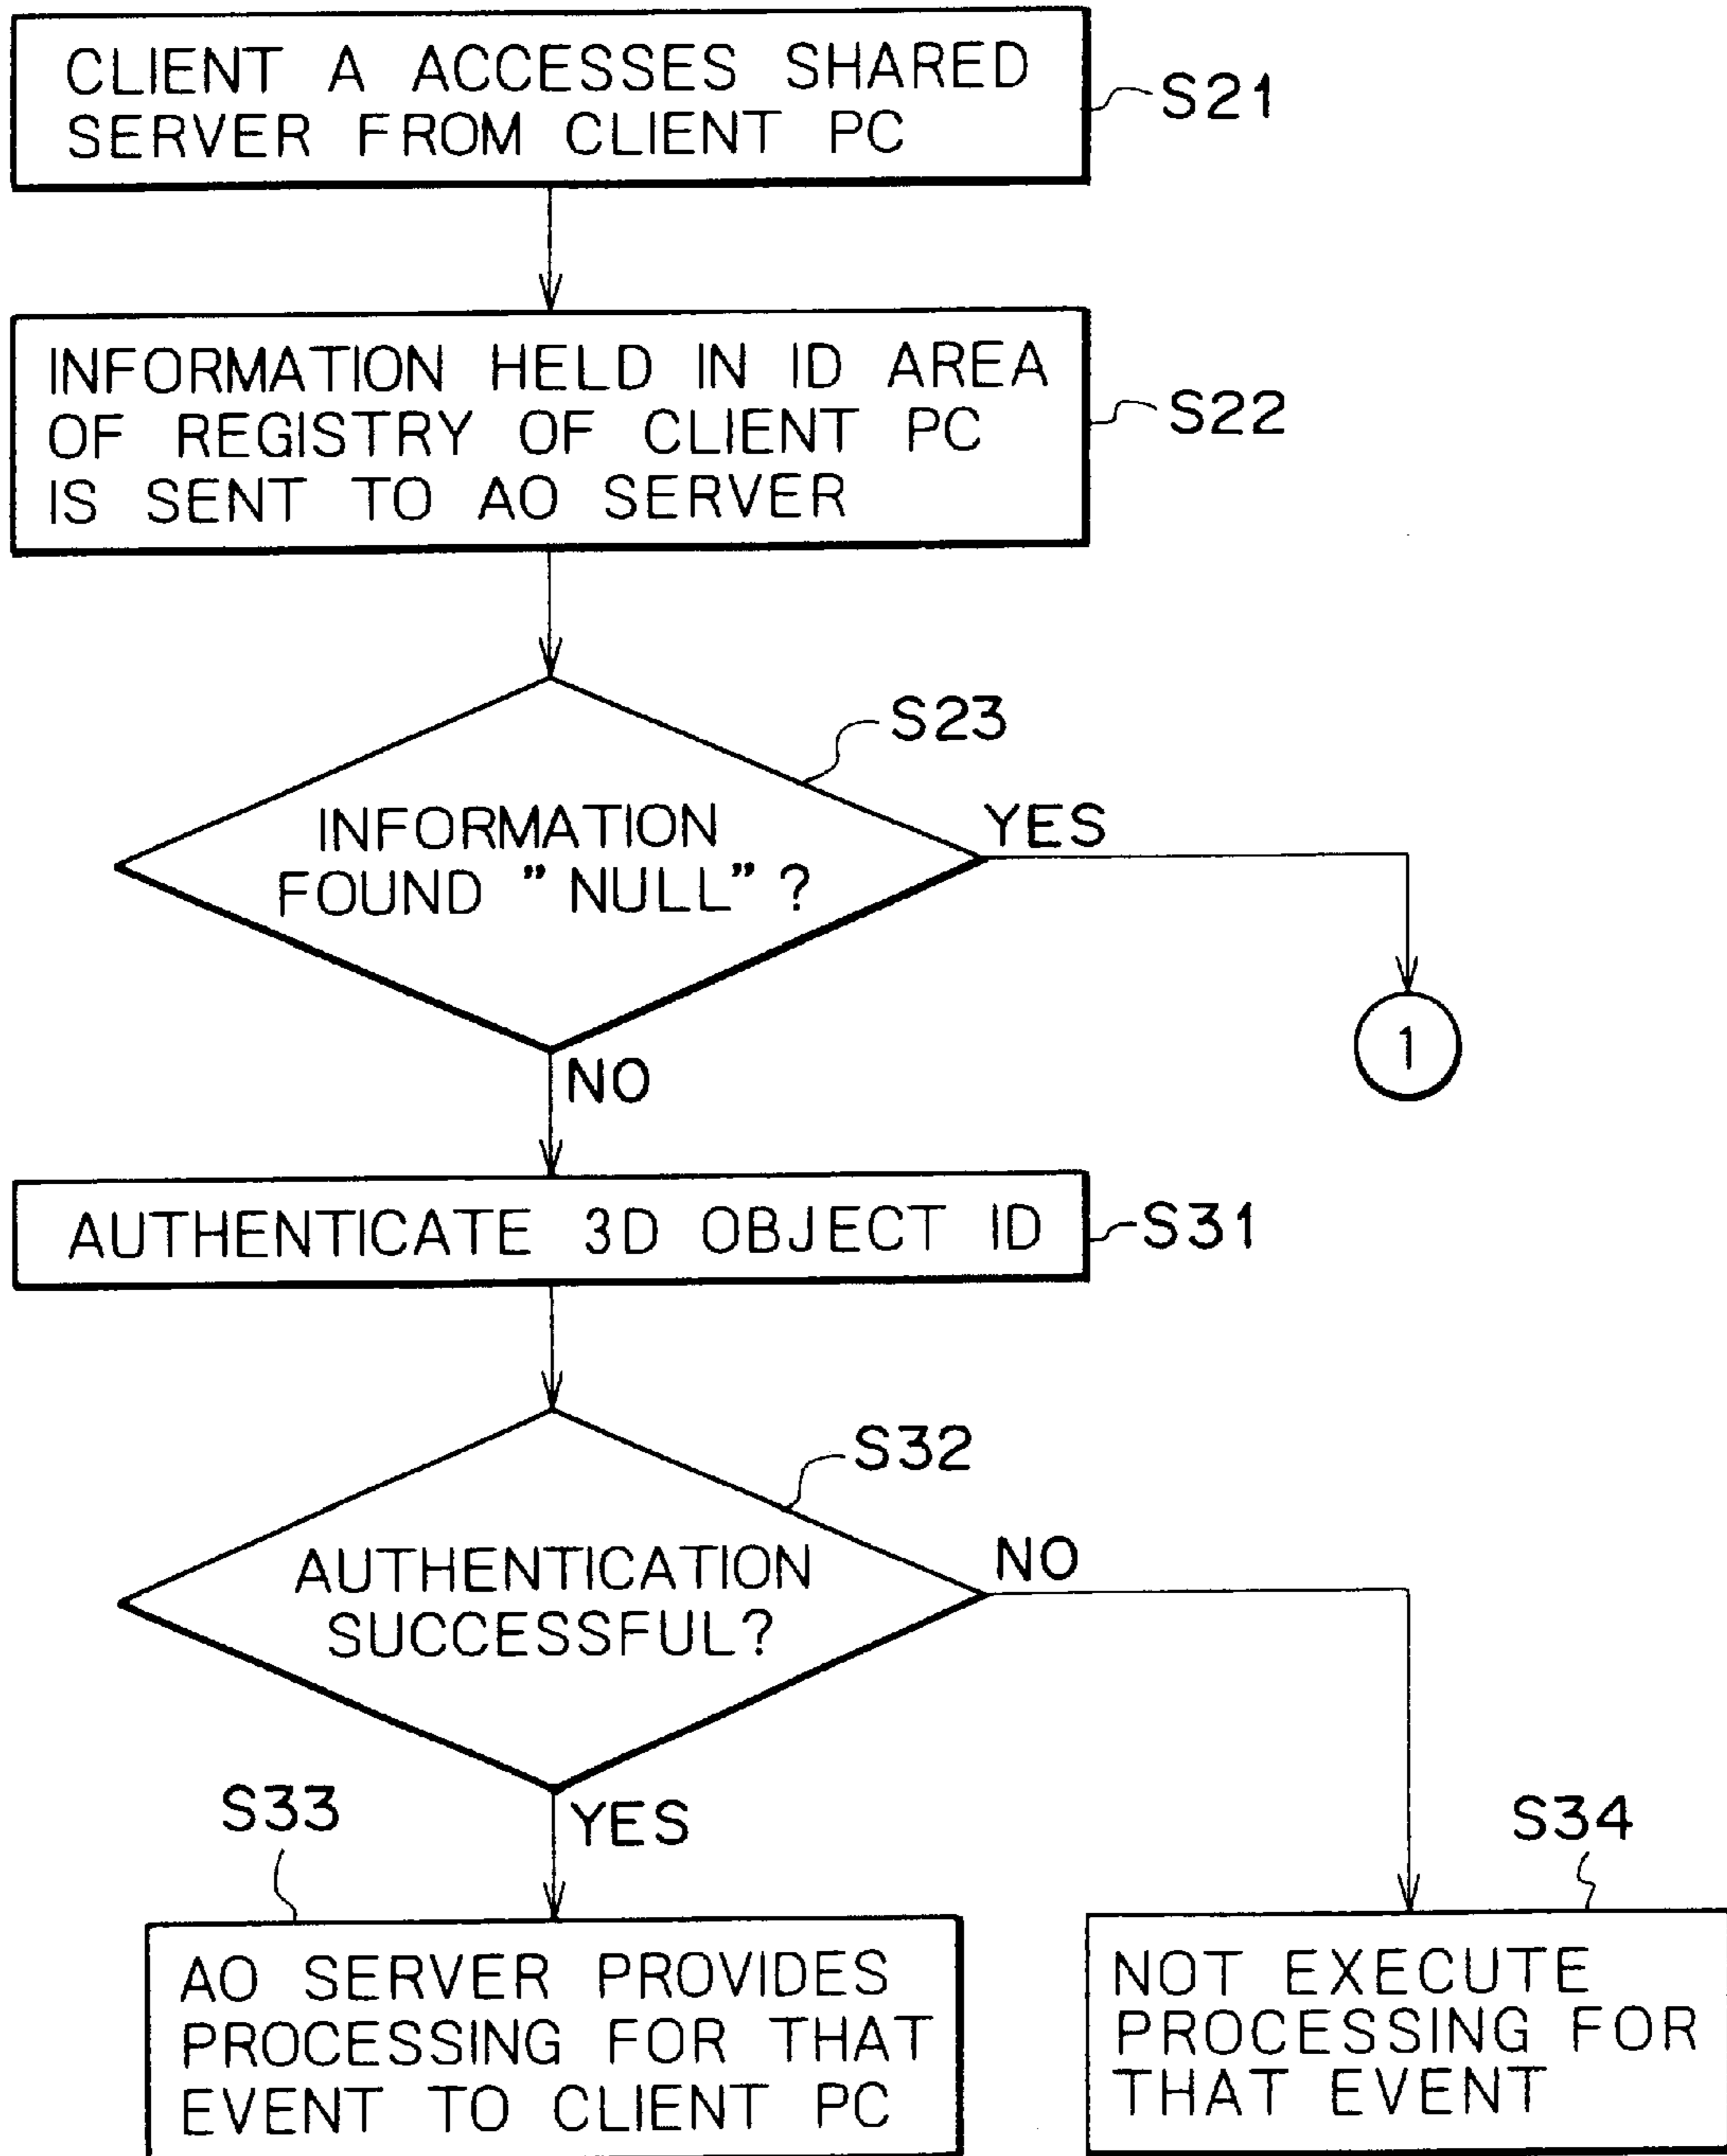 CLIENT A ACCESSES SHARED
SERVER FROM CLIENT PC
S21
INFORMATION HELD IN ID AREA
OF REGISTRY OF CLIENT PC
IS SENT TO AO SERVER
S22
S23
INFORMATION
FOUND " NULL" ?
YES
1
NO
AUTHENTICATE 3D OBJECT ID
S31
S32
AUTHENTICATION
SUCCESSFUL?
NO
YES
S33
AO SERVER PROVIDES
PROCESSING FOR THAT
EVENT TO CLIENT PC
S34
NOT EXECUTE
PROCESSING FOR
THAT EVENT